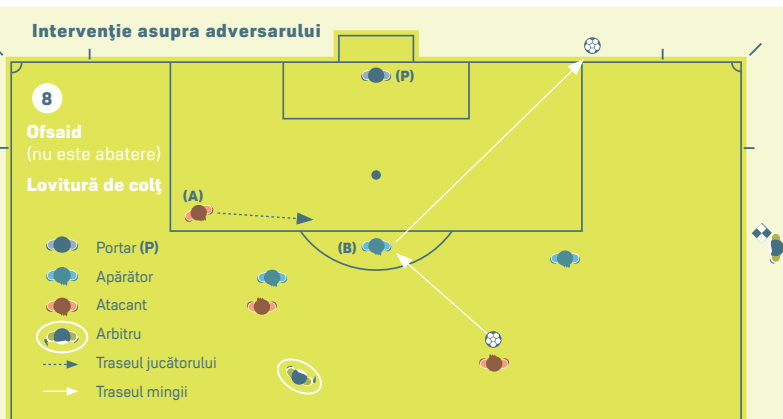 Intervenţie asupra adversarului
(P)
8
Ofsaid
(nu este abatere)
Lovitură de colţ
(A)
(B)
Portar (P)
Apărător
Atacant
Arbitru
Traseul jucătorului
Traseul mingii